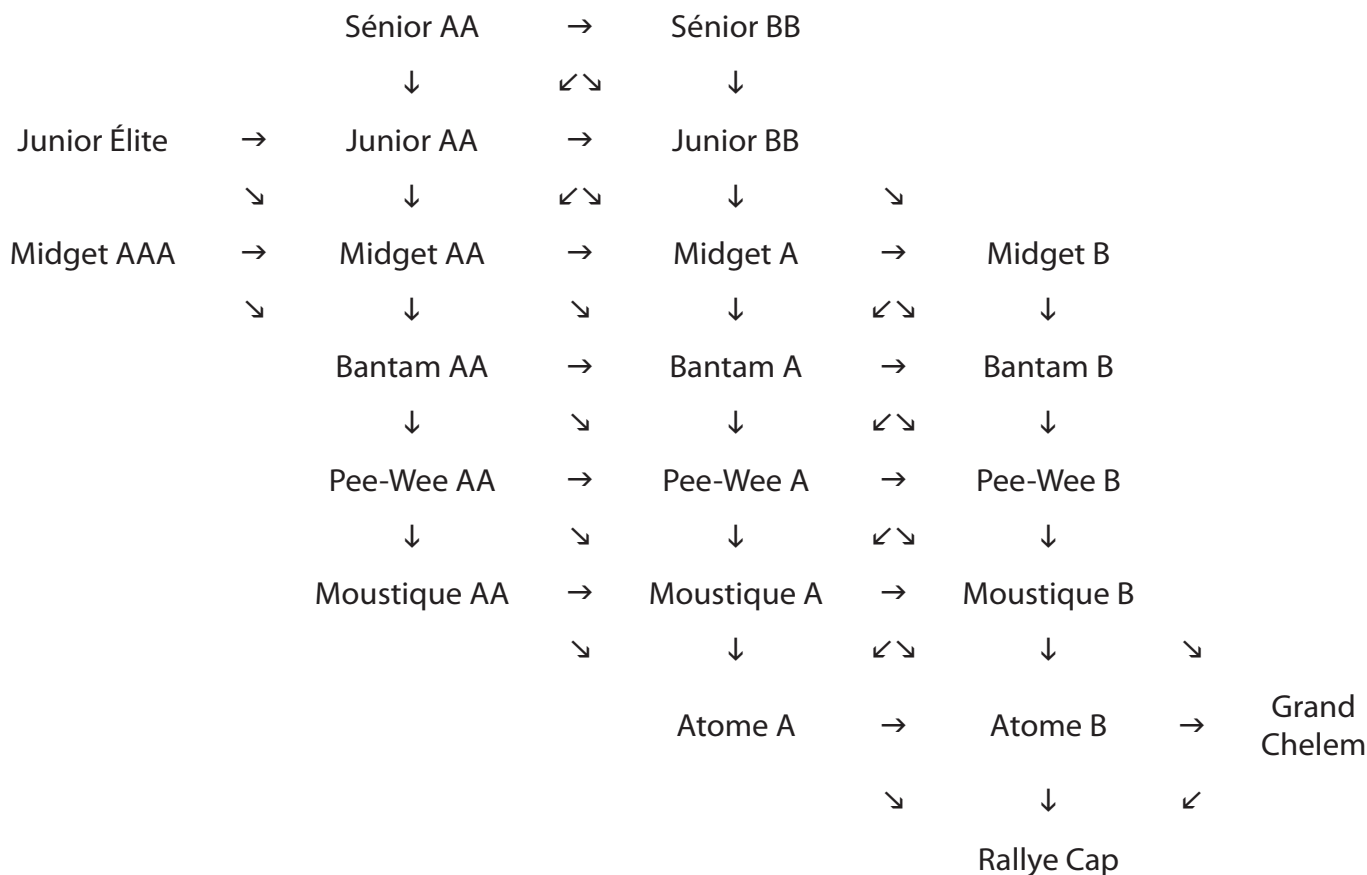 Sénior AA → Sénior BB
↓ ↙↘ ↓
Junior Élite → Junior AA → Junior BB
↘ ↓ ↙↘ ↓ ↘
Midget AAA → Midget AA → Midget A → Midget B
↘ ↓ ↘ ↓ ↙↘ ↓
Bantam AA → Bantam A → Bantam B
↓ ↘ ↓ ↙↘ ↓
Pee-Wee AA → Pee-Wee A → Pee-Wee B
↓ ↘ ↓ ↙↘ ↓
Moustique AA → Moustique A → Moustique B
↘ ↓ ↙↘ ↓ ↘
Atome A → Atome B → Grand
Chelem
↘ ↓ ↙
Rallye Cap